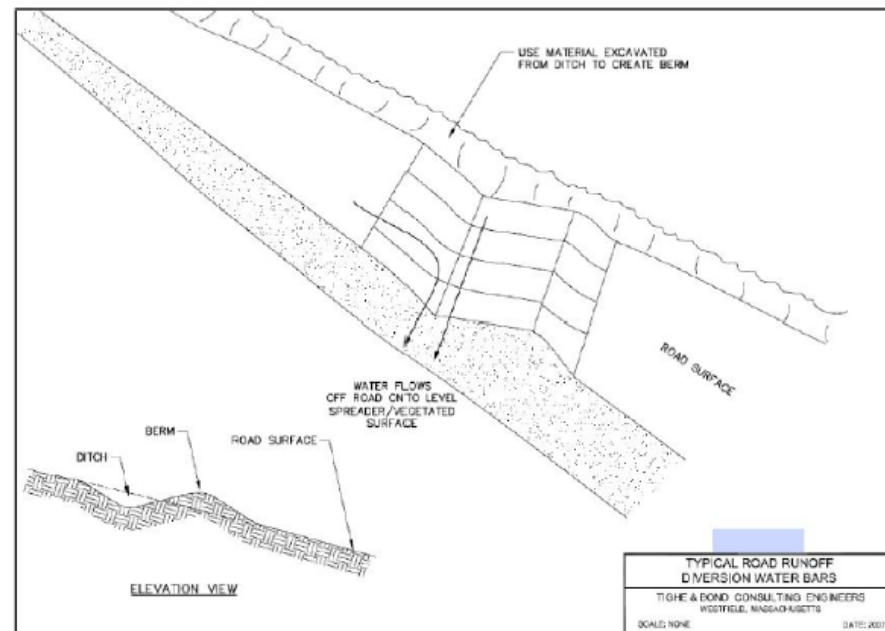 USE MATERIAL EXCAVATED
FROM DITCH TO CREATE BERM
ROAD SURFACE
WATER FLOWS
OFF ROAD ONTO LEVEL
SPREADER/VEGETATED
SURFACE
BERM
DITCH
ROAD SURFACE
ELEVATION VIEW
TYPICAL ROAD RUNOFF
DIVERSION WATER BARS
TIGHE & BOND CONSULTING ENGINEERS
WESTFIELD, MASSACHUSETTS
SCALE: NONE
DATE: 2007